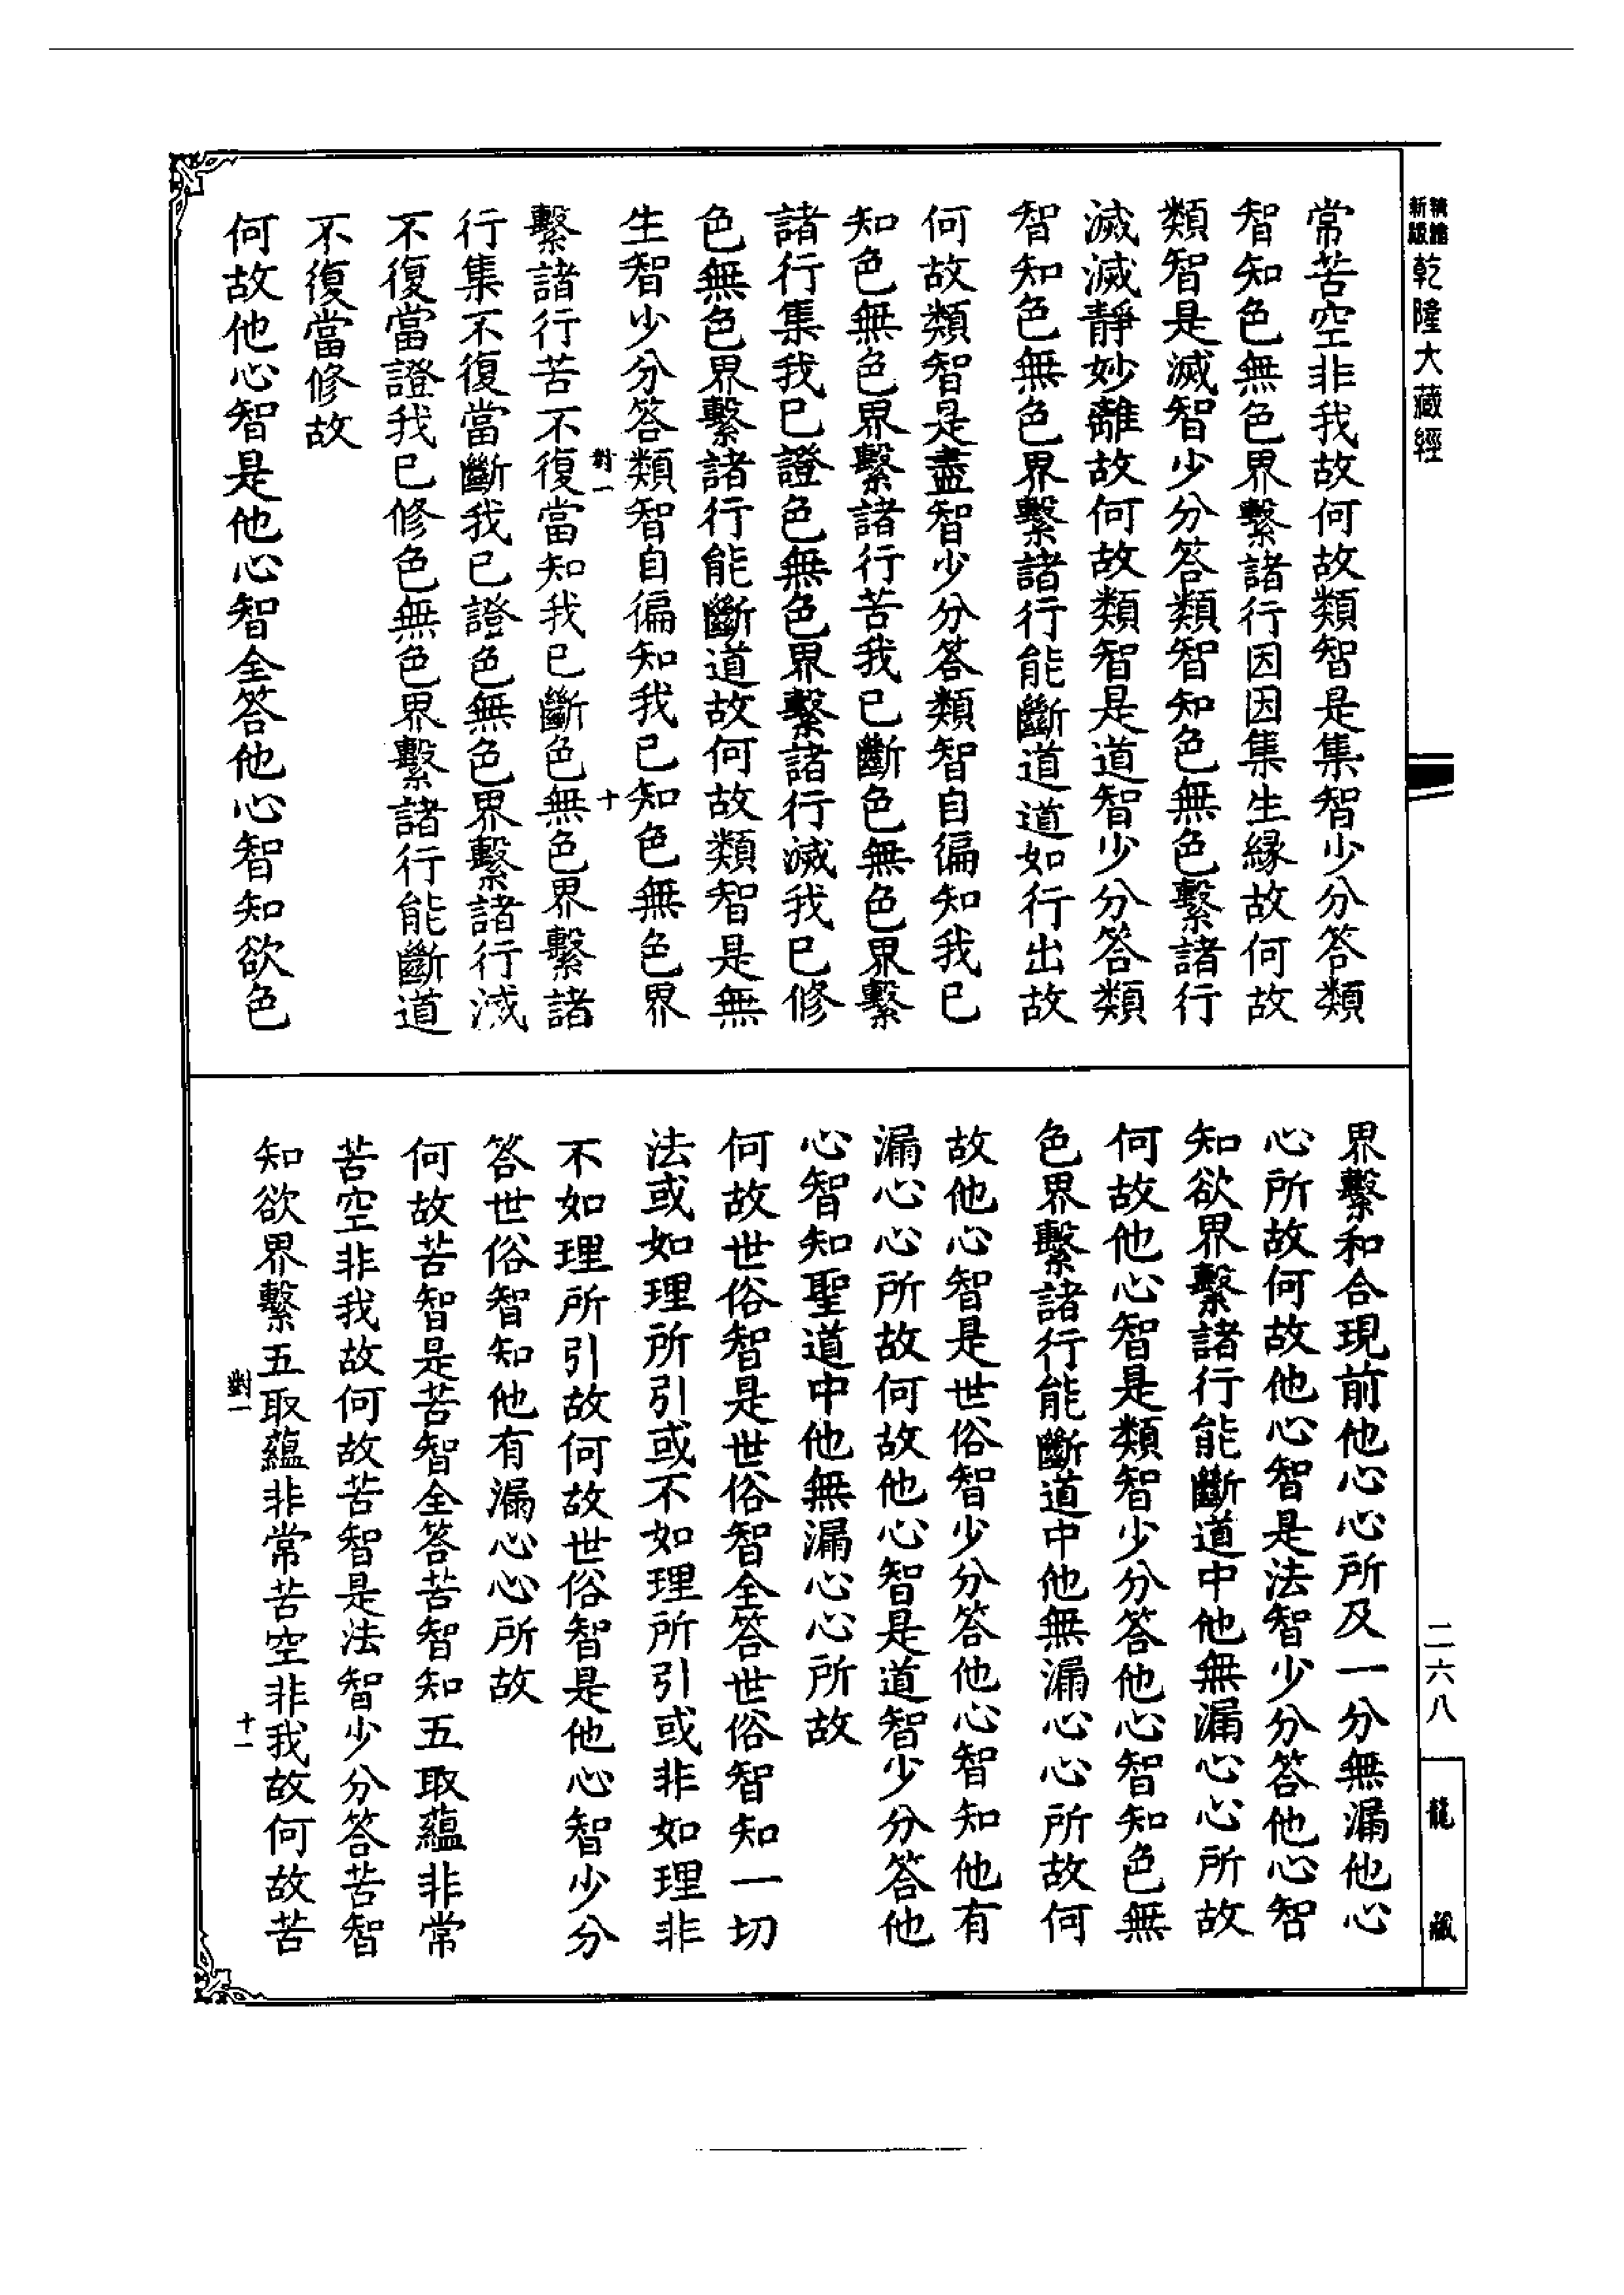 新版精譜乾隆大藏經
常苦空非我故何故類智是集智少分答類
智知色無色界繫諸行因因集生緣故何故
類智是滅智少分答類智知色無色繫諸行
滅滅靜妙離故何故類智是道智少分答類
智知色無色界繫諸行能斷道道如行出故
何故類智是盡智少分答類智自徧知我已
知色無色界繫諸行苦我已斷色無色界繫
諸行集我已證色無色界繫諸行滅我已修
色無色界繫諸行能斷道故何故類智是無
生智少分答類智自徧知我已知色無色界
對一 十
繫諸行苦不復當知我已斷色無色界繫諸
行集不復當斷我已證色無色界繫諸行滅
不復當證我已修色無色界繫諸行能斷道
不復當修故
何故他心智是他心智全答他心智知欲色
二六八
龍藏
界繫和合現前他心心所及一分無漏他心
心所故何故他心智是法智少分答他心智
知欲界繫諸行能斷道中他無漏心心所故
何故他心智是類智少分答他心智知色無
色界繫諸行能斷道中他無漏心心所故何
故他心智是世俗智少分答他心智知他有
漏心心所故何故他心智是道智少分答他
心智知聖道中他無漏心心所故
何故世俗智是世俗智全答世俗智知一切
法或如理所引或不如理所引或非如理非
不如理所引故何故世俗智是他心智少分
答世俗智知他有漏心心所故
何故苦智是苦智全答苦智知五取蘊非常
苦空非我故何故苦智是法智少分答苦智
知欲界繫五取蘊非常苦空非我故何故苦
對一 十一